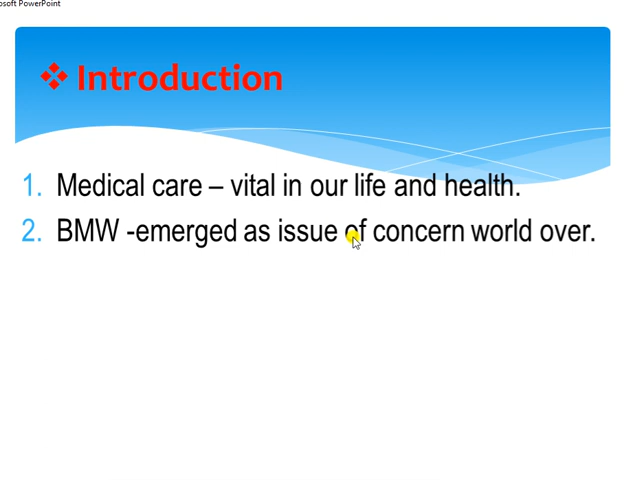 osoft PowerPoint
❖ Introduction
1. Medical care – vital in our life and health.
2. BMW -emerged as issue of concern world over.